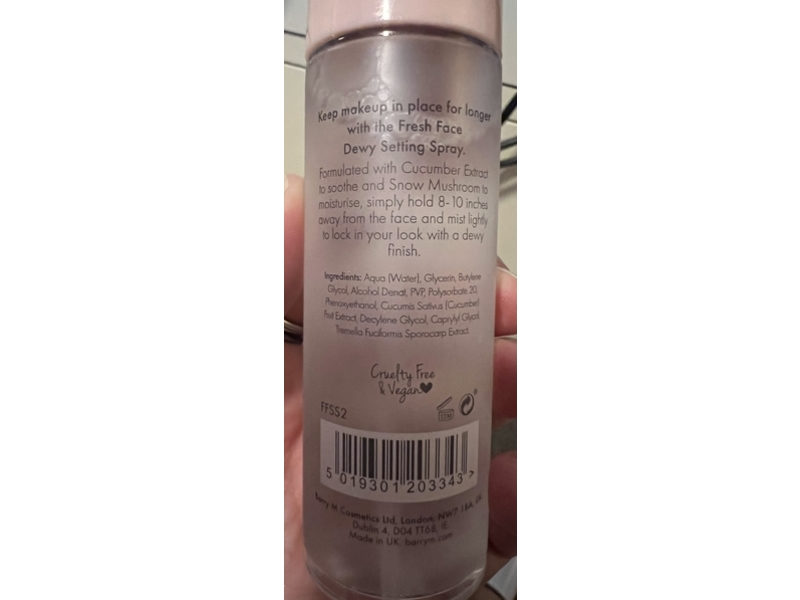 Keep makeup in place for longer
with the Fresh Face
Dewy Setting Spray.
Formulated with Cucumber Extract
to soothe and Snow Mushroom to
moisturise, simply hold 8-10 inches
away from the face and mist lightly
to lock in your look with a dewy
finish.
Ingredients: Aqua (Water), Glycerin, Butylene
Glycol, Alcohol Denat, PVP, Polysorbate 20,
Phenoxyethanol, Cucumis Sativus (Cucumber)
Fruit Extract, Decylene Glycol, Caprylyl Glycol,
Tremella Fuciformis Sporocarp Extract.
Cruelty Free
& Vegan
FFSS2
5 019301 203343 >
Barry M Cosmetics Ltd, London, NW7 1BA, UK
Dublin 4, D04 TT6B, IE
Made in UK. barrym.com